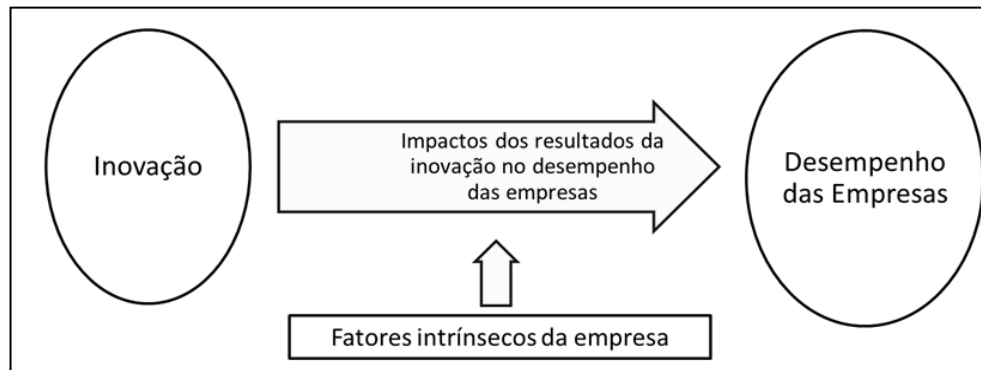 Inovação
Impactos dos resultados da
inovação no desempenho
das empresas
Desempenho
das Empresas
Fatores intrínsecos da empresa